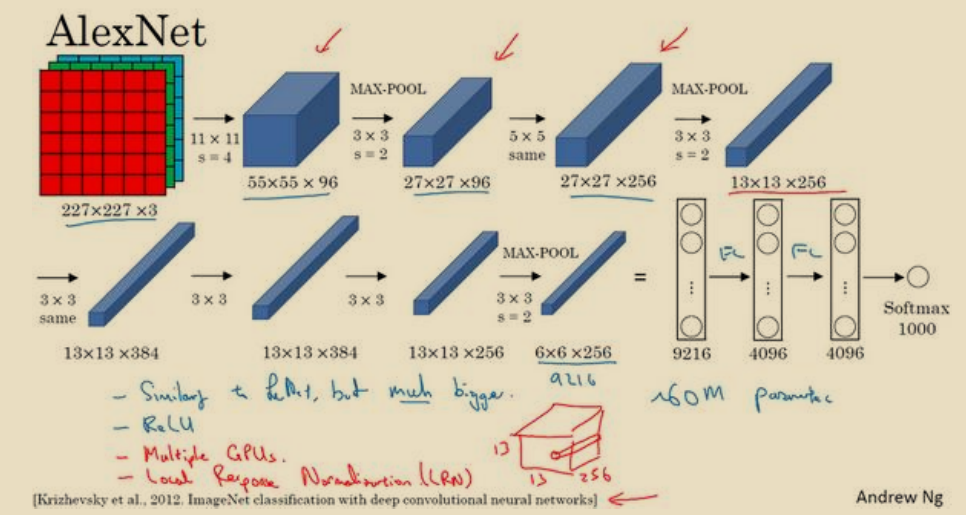 AlexNet
MAX-POOL
MAX-POOL
11 × 11
s = 4
3 × 3
s = 2
5 × 5
same
3 × 3
s = 2
227×227 ×3
55×55 × 96
27×27 ×96
27×27 ×256
13×13 ×256
MAX-POOL
FC
FC
3 × 3
same
3 × 3
3 × 3
3 × 3
s = 2
=
⋮
⋮
⋮
Softmax
1000
13×13 ×384
13×13 ×384
13×13 ×256
6×6 ×256
9216
4096
4096
9216
- Similar to LeNet, but much bigger.
~60M parameters
- ReLU
- Multiple GPUs.
- Local Response Normalization (LRN)
13
13
256
[Krizhevsky et al., 2012. ImageNet classification with deep convolutional neural networks]
Andrew Ng